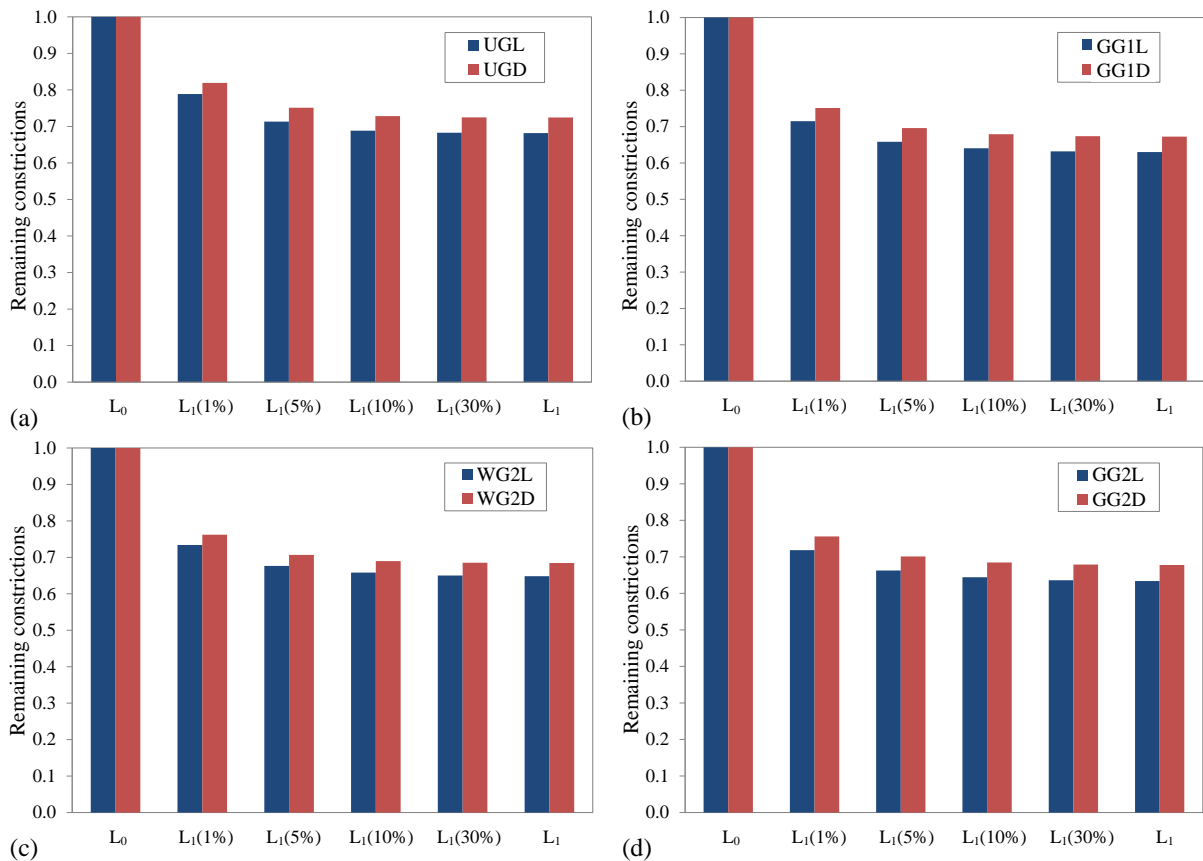 Remaining constrictions
1.0
0.9
0.8
0.7
0.6
0.5
0.4
0.3
0.2
0.1
0.0
UGL
UGD
L₀ L₁(1%) L₁(5%) L₁(10%) L₁(30%) L₁
(a)
Remaining constrictions
1.0
0.9
0.8
0.7
0.6
0.5
0.4
0.3
0.2
0.1
0.0
GG1L
GG1D
L₀ L₁(1%) L₁(5%) L₁(10%) L₁(30%) L₁
(b)
Remaining constrictions
1.0
0.9
0.8
0.7
0.6
0.5
0.4
0.3
0.2
0.1
0.0
WG2L
WG2D
L₀ L₁(1%) L₁(5%) L₁(10%) L₁(30%) L₁
(c)
Remaining constrictions
1.0
0.9
0.8
0.7
0.6
0.5
0.4
0.3
0.2
0.1
0.0
GG2L
GG2D
L₀ L₁(1%) L₁(5%) L₁(10%) L₁(30%) L₁
(d)